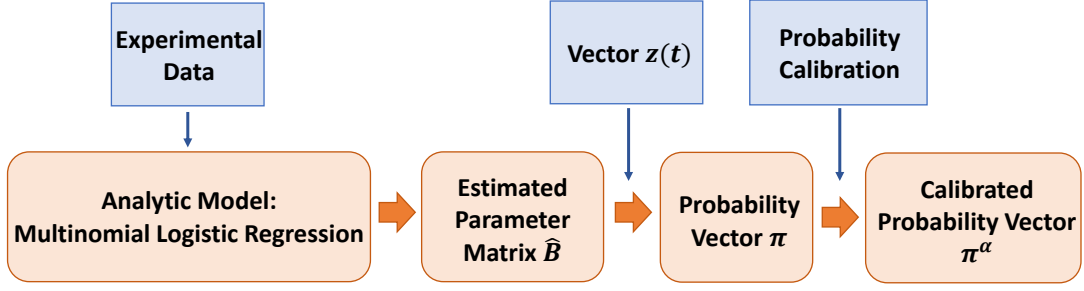 Experimental
Data
Vector z(t)
Probability
Calibration
Analytic Model:
Multinomial Logistic Regression
Estimated
Parameter
Matrix B̂
Probability
Vector π
Calibrated
Probability Vector
π^α